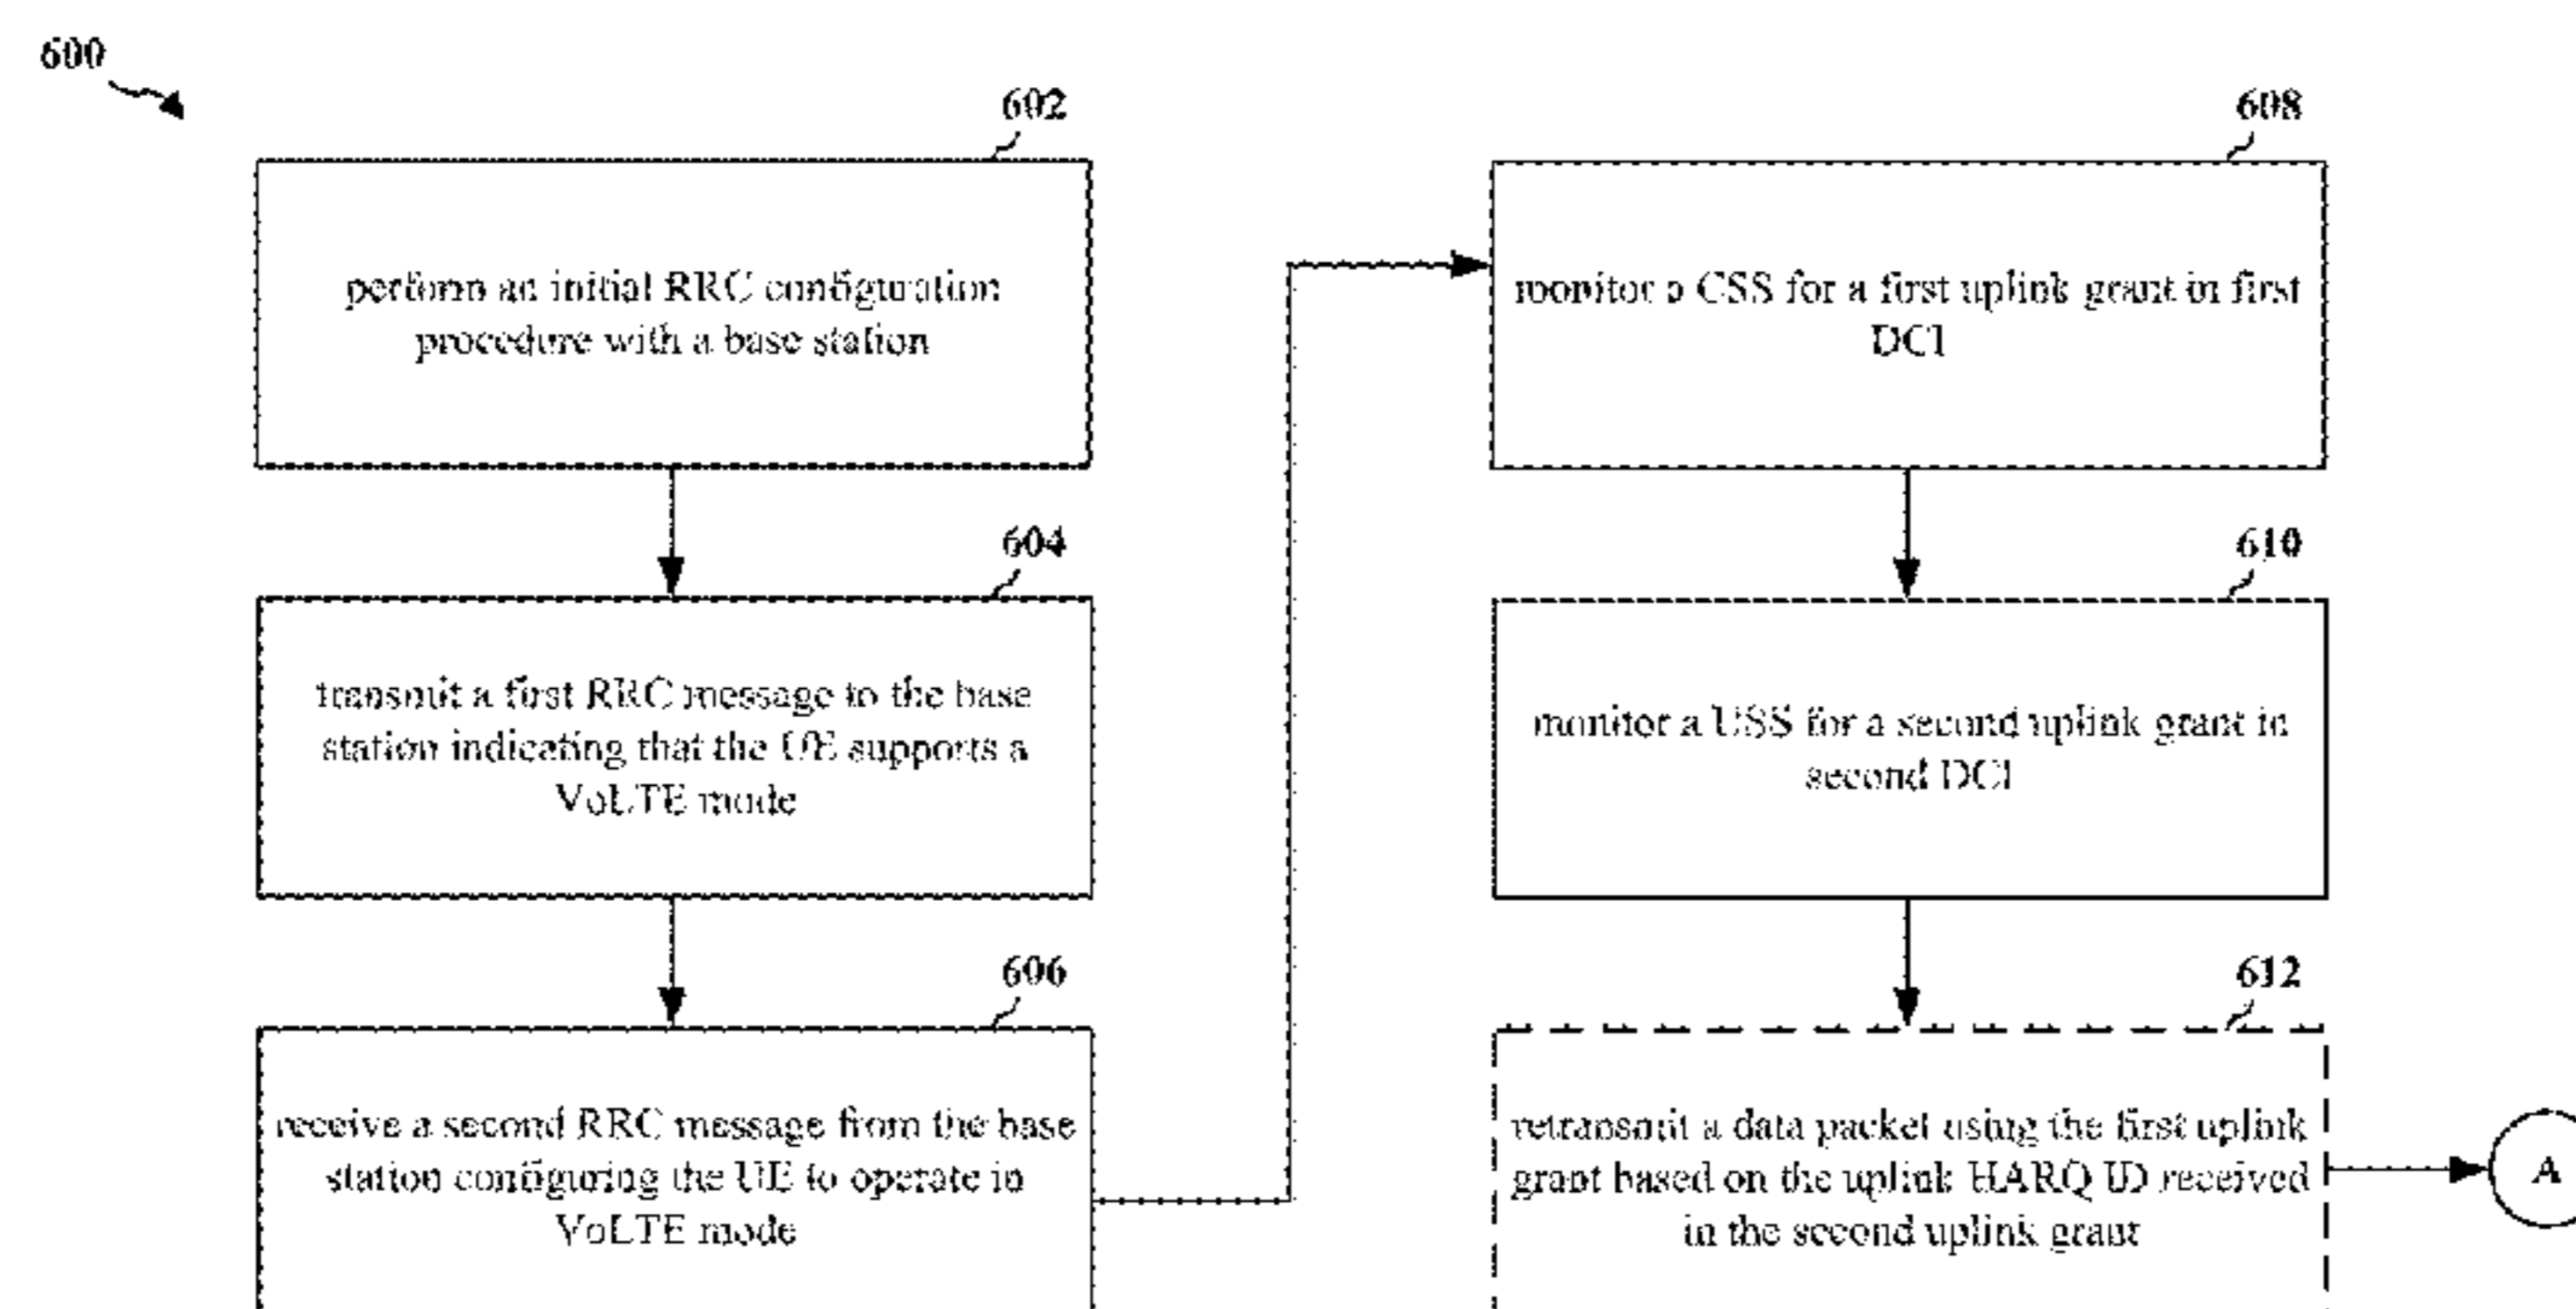 600
602
perform an initial RRC configuration
procedure with a base station
604
transmit a first RRC message to the base
station indicating that the UE supports a
VoLTE mode
606
receive a second RRC message from the base
station configuring the UE to operate in
VoLTE mode
608
monitor a CSS for a first uplink grant in first
DCI
610
monitor a USS for a second uplink grant in
second DCI
612
retransmit a data packet using the first uplink
grant based on the uplink HARQ ID received
in the second uplink grant
A